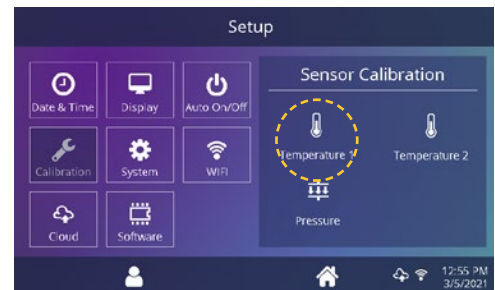 Setup
Date & Time
Display
Auto On/Off
Calibration
System
WIFI
Cloud
Software
Sensor Calibration
Temperature 1
Temperature 2
Pressure
12:55 PM
3/5/2021